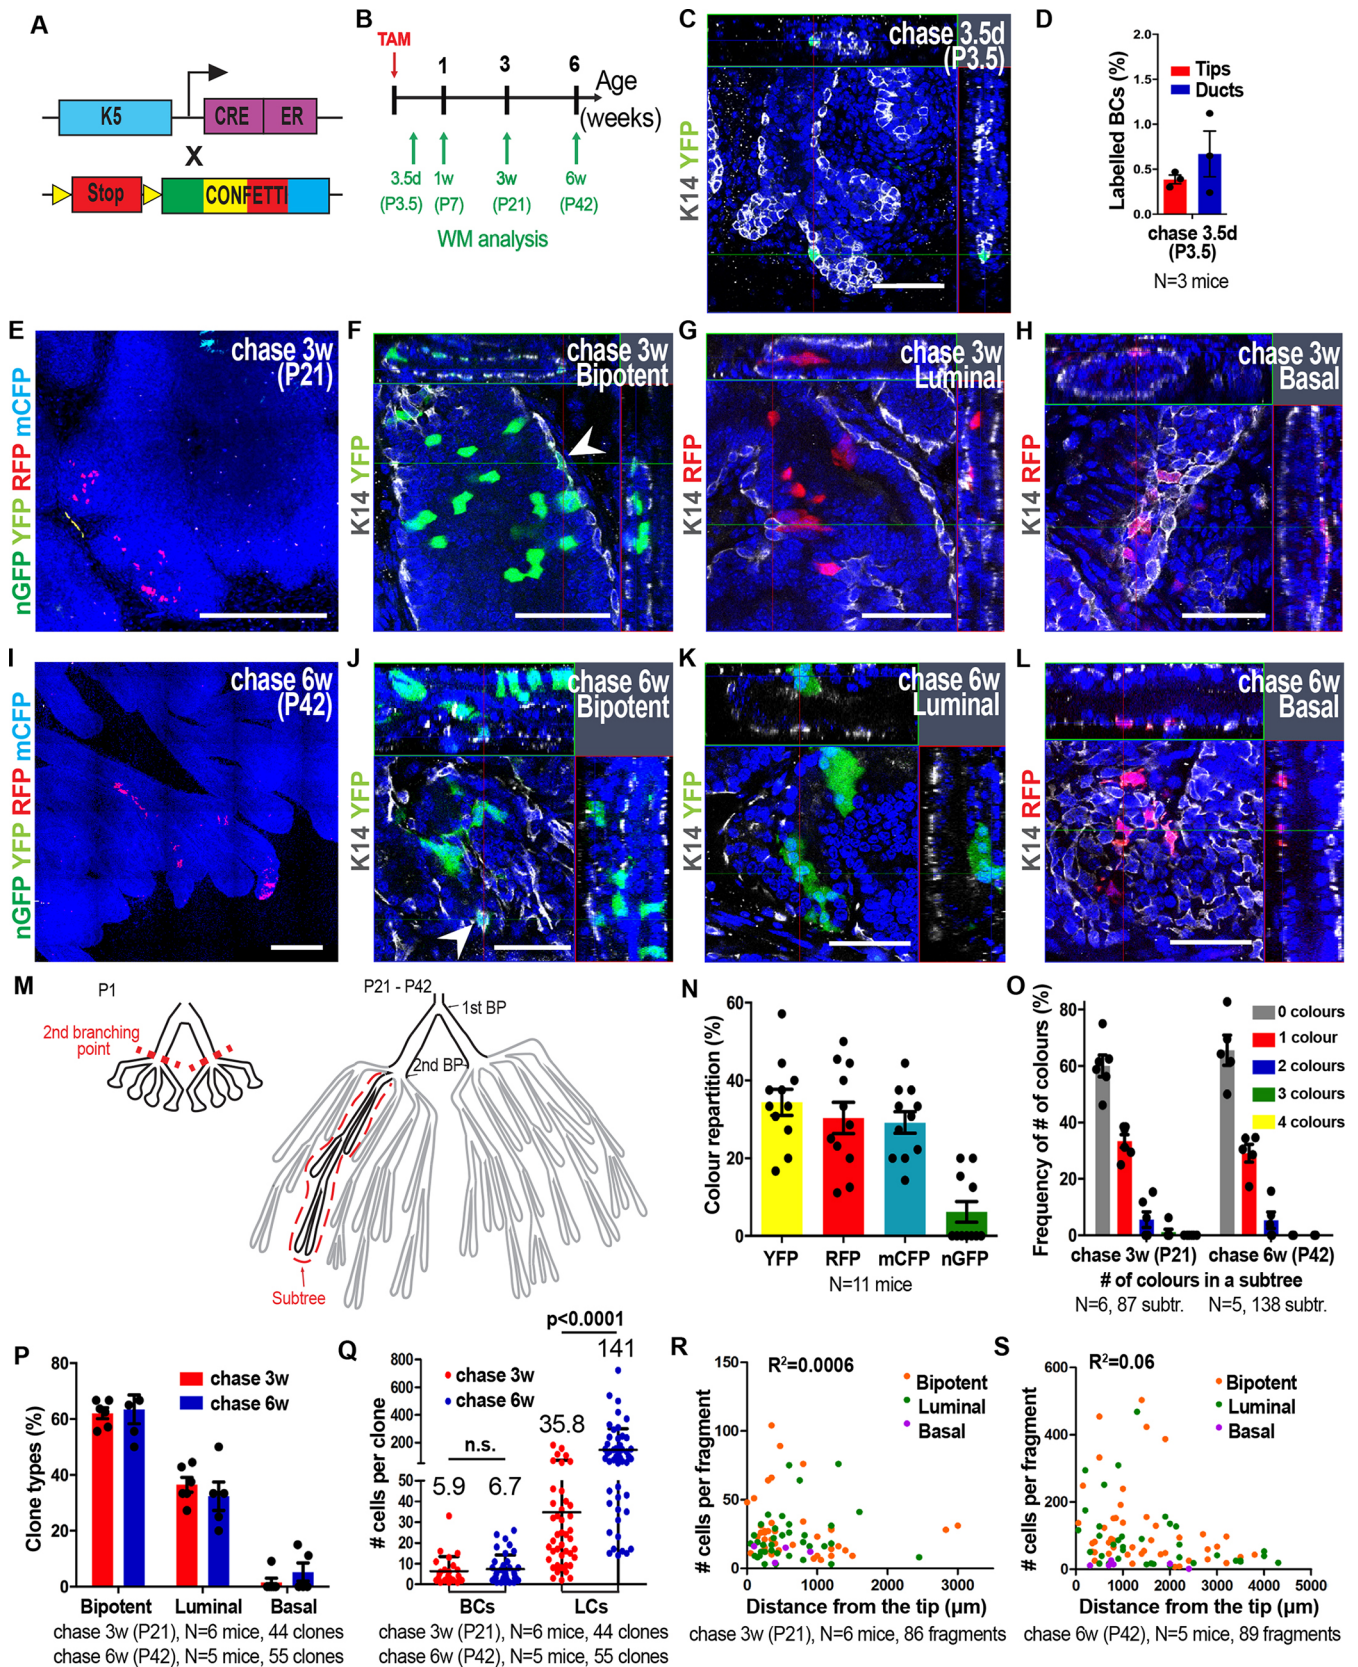 A
K5
CRE
ER
X
Stop
CONFETTI
B
TAM
1
3
6
Age
(weeks)
3.5d
1w
3w
6w
(P3.5)
(P7)
(P21)
(P42)
WM analysis
C
chase 3.5d
(P3.5)
K14 YFP
D
Labelled BCs (%)
2.0
1.5
1.0
0.5
0.0
Tips
Ducts
chase 3.5d
(P3.5)
N=3 mice
E
chase 3w
(P21)
nGFP YFP RFP mCFP
F
chase 3w
Bipotent
K14 YFP
G
chase 3w
Luminal
K14 RFP
H
chase 3w
Basal
K14 RFP
I
chase 6w
(P42)
nGFP YFP RFP mCFP
J
chase 6w
Bipotent
K14 YFP
K
chase 6w
Luminal
K14 YFP
L
chase 6w
Basal
K14 RFP
M
P1
2nd branching
point
P21 - P42
1st BP
2nd BP
Subtree
N
Colour repartition (%)
60
40
20
0
YFP
RFP
mCFP
nGFP
N=11 mice
O
Frequency of # of colours (%)
80
60
40
20
0
0 colours
1 colour
2 colours
3 colours
4 colours
chase 3w (P21)
chase 6w (P42)
# of colours in a subtree
N=6, 87 subtr.
N=5, 138 subtr.
P
Clone types (%)
80
60
40
20
0
chase 3w
chase 6w
Bipotent
Luminal
Basal
chase 3w (P21), N=6 mice, 44 clones
chase 6w (P42), N=5 mice, 55 clones
Q
# cells per clone
800
600
400
200
50
40
30
20
10
0
chase 3w
chase 6w
n.s.
5.9
6.7
p<0.0001
35.8
141
BCs
LCs
chase 3w (P21), N=6 mice, 44 clones
chase 6w (P42), N=5 mice, 55 clones
R
R²=0.0006
# cells per fragment
150
100
50
0
Bipotent
Luminal
Basal
0
1000
2000
3000
Distance from the tip (µm)
chase 3w (P21), N=6 mice, 86 fragments
S
R²=0.06
# cells per fragment
600
400
200
0
Bipotent
Luminal
Basal
0
1000
2000
3000
4000
5000
Distance from the tip (µm)
chase 6w (P42), N=5 mice, 89 fragments